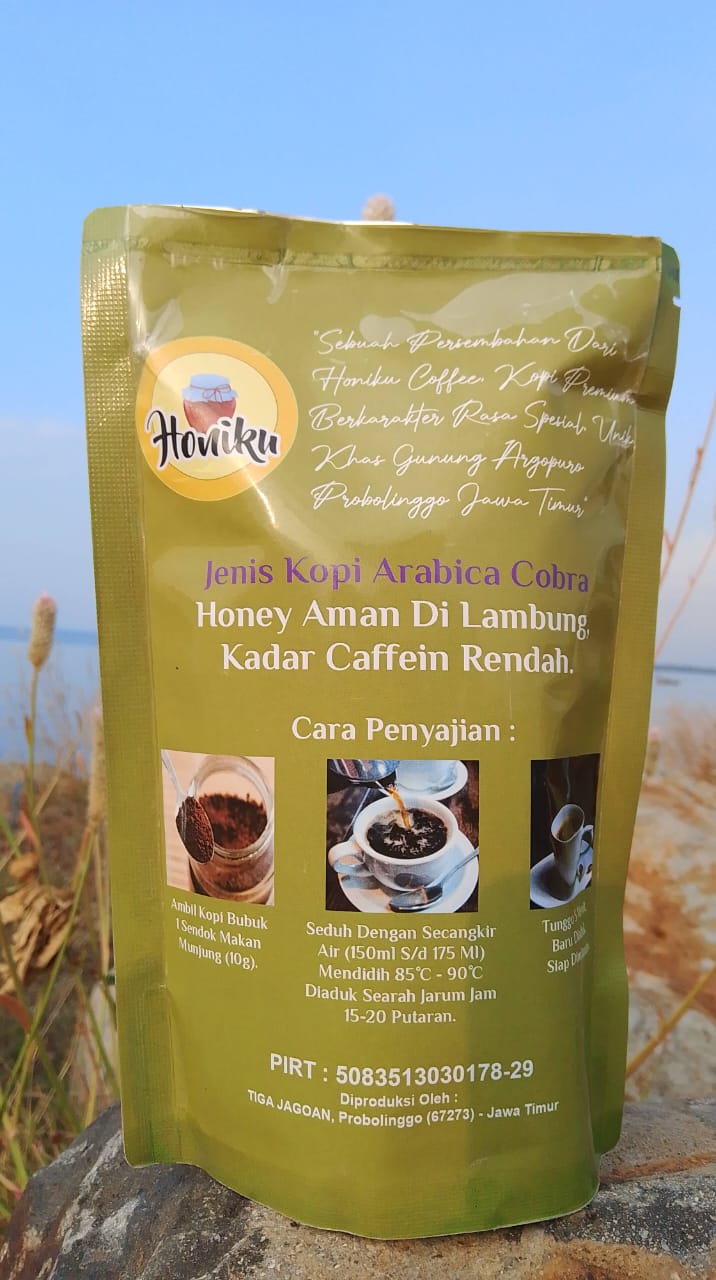 Honiku
"Sebuah Persembahan Dari
Honiku Coffee. Kopi Premium
Berkarakter Rasa Spesial, Unik
Khas Gunung Argopuro
Probolinggo Jawa Timur"
Jenis Kopi Arabica Cobra
Honey Aman Di Lambung,
Kadar Caffein Rendah.
Cara Penyajian :
Ambil Kopi Bubuk
1 Sendok Makan
Munjung (10g).
Seduh Dengan Secangkir
Air (150ml S/d 175 Ml)
Mendidih 85°C - 90°C
Diaduk Searah Jarum Jam
15-20 Putaran.
Tunggu
Baru
Siap
PIRT : 5083513030178-29
Diproduksi Oleh :
TIGA JAGOAN, Probolinggo (67273) - Jawa Timur